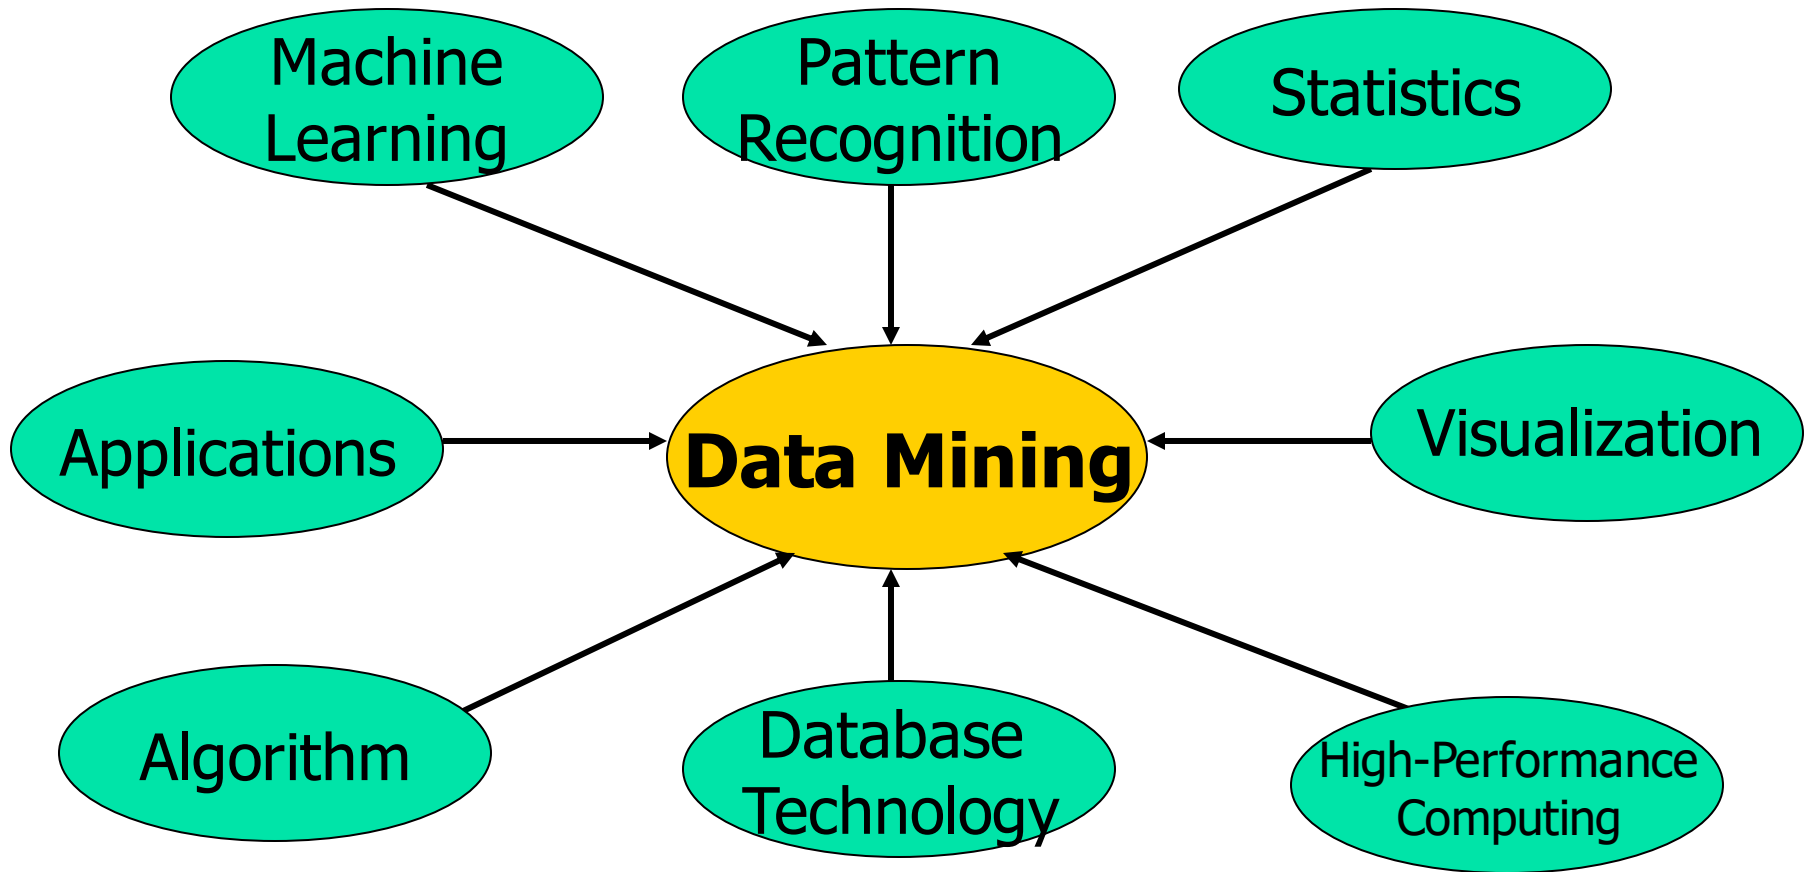 Machine
Learning
Pattern
Recognition
Statistics
Applications
Data Mining
Visualization
Algorithm
Database
Technology
High-Performance
Computing